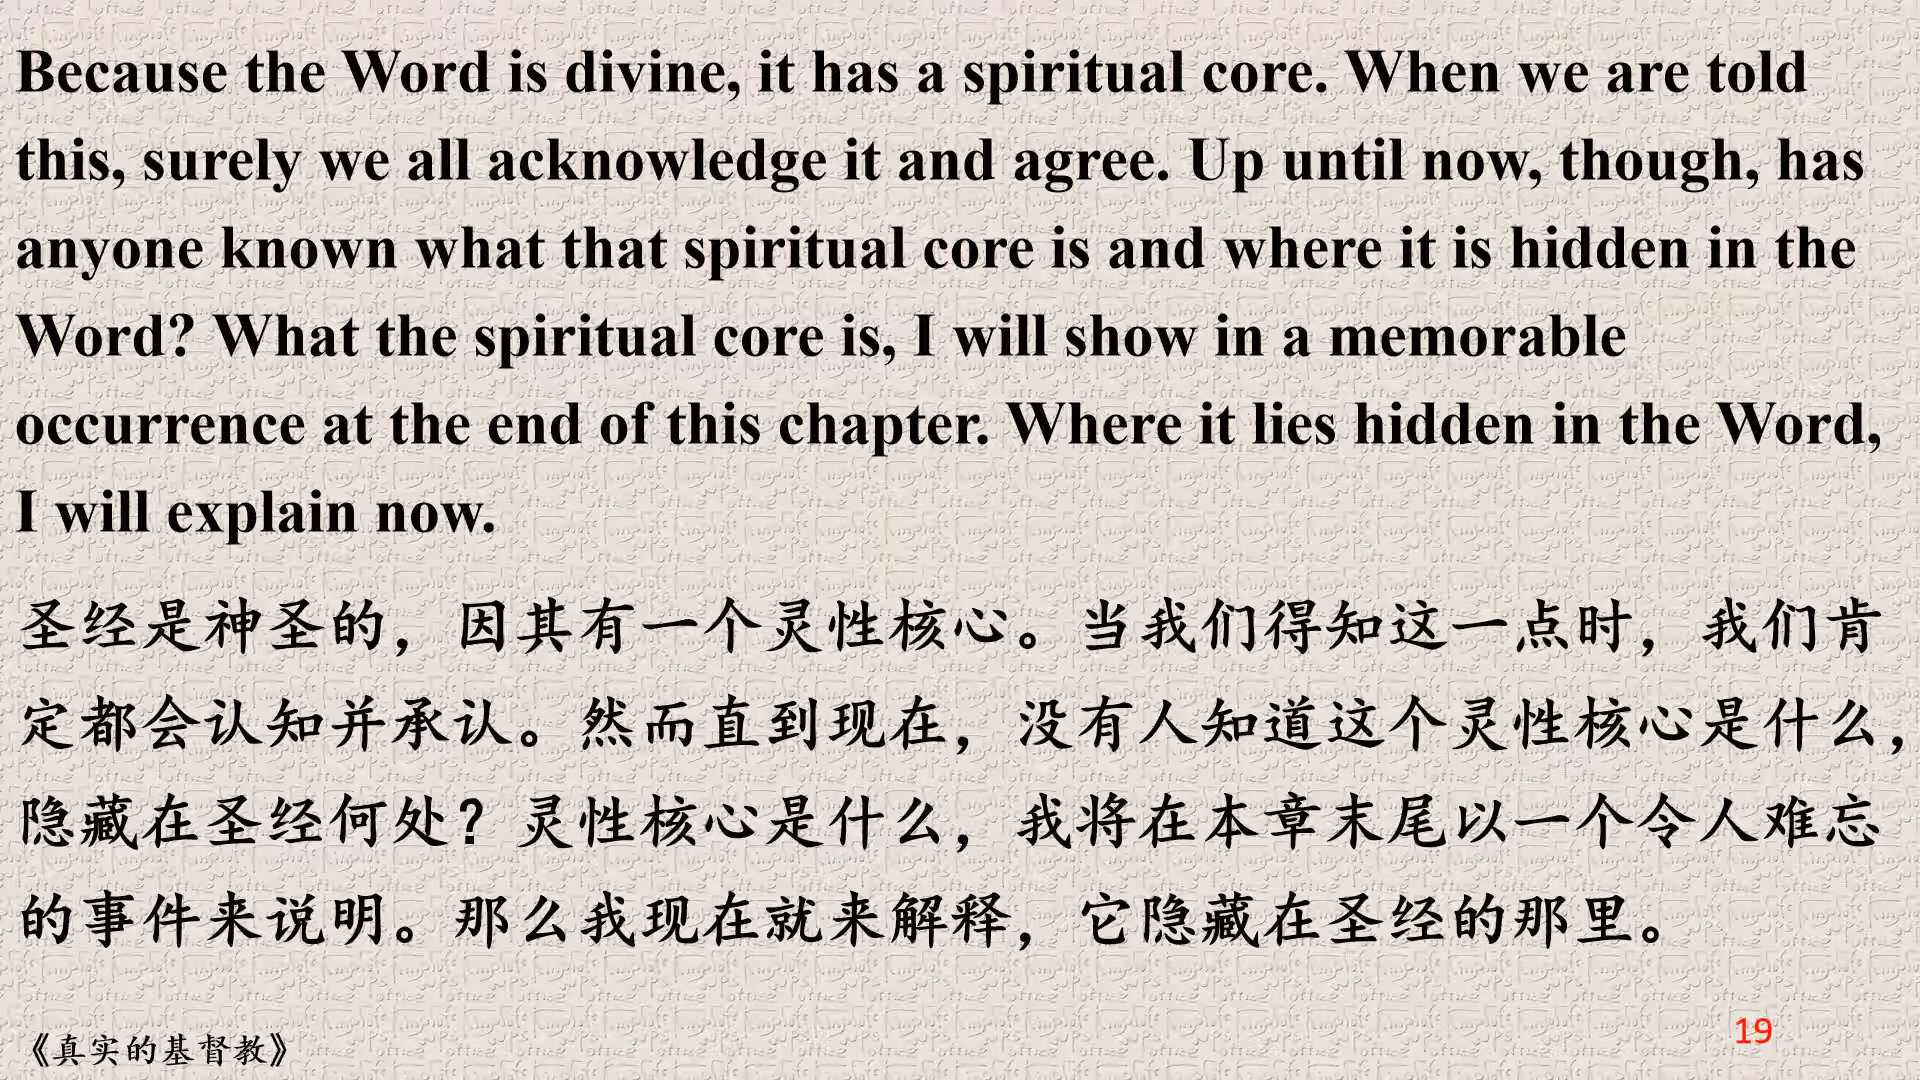 Because the Word is divine, it has a spiritual core. When we are told
this, surely we all acknowledge it and agree. Up until now, though, has
anyone known what that spiritual core is and where it is hidden in the
Word? What the spiritual core is, I will show in a memorable
occurrence at the end of this chapter. Where it lies hidden in the Word,
I will explain now.
圣经是神圣的，因其有一个灵性核心。当我们得知这一点时，我们肯
定都会认知并承认。然而直到现在，没有人知道这个灵性核心是什么，
隐藏在圣经何处？灵性核心是什么，我将在本章末尾以一个令人难忘
的事件来说明。那么我现在就来解释，它隐藏在圣经的那里。
《真实的基督教》
19